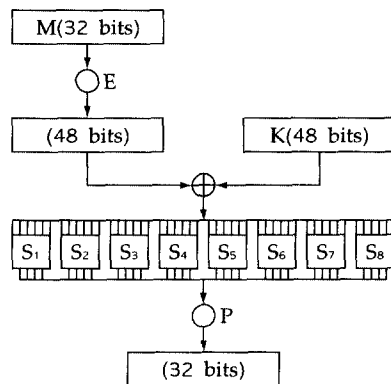 M(32 bits)
E
(48 bits) K(48 bits)
S₁ S₂ S₃ S₄ S₅ S₆ S₇ S₈
P
(32 bits)